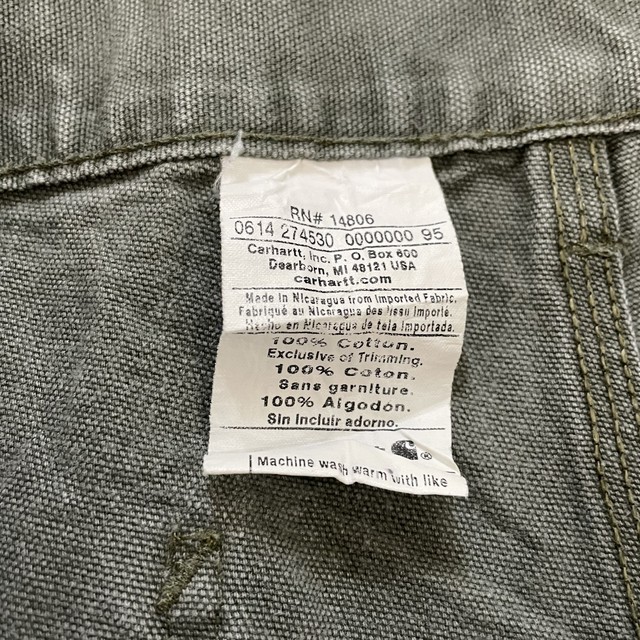 RN# 14806
0614 274530 0000000 95
Carhartt, Inc. P. O. Box 600
Dearborn, MI 48121 USA
carhartt.com
Made in Nicaragua from Imported Fabric.
Fabriqué au Nicaragua des tissu importé.
Hecho en Nicaragua de tela importada.
100% Cotton.
Exclusive of Trimming.
100% Coton.
Sans garniture.
100% Algodón.
Sin incluir adorno.
®
Machine wash warm with like